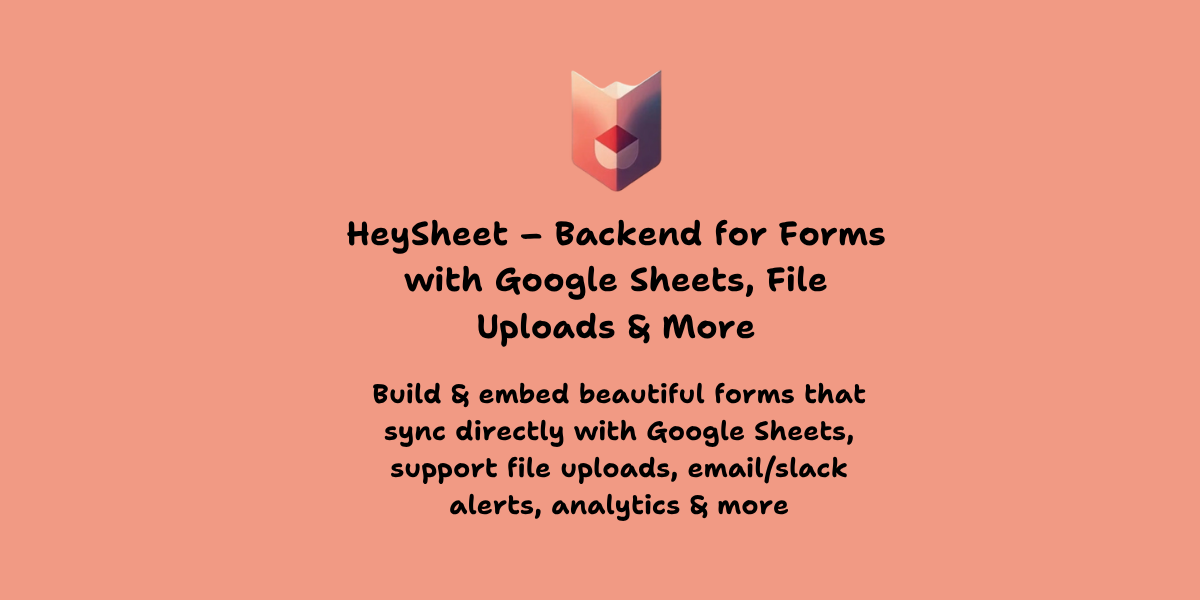 HeySheet – Backend for Forms
with Google Sheets, File
Uploads & More
Build & embed beautiful forms that
sync directly with Google Sheets,
support file uploads, email/slack
alerts, analytics & more